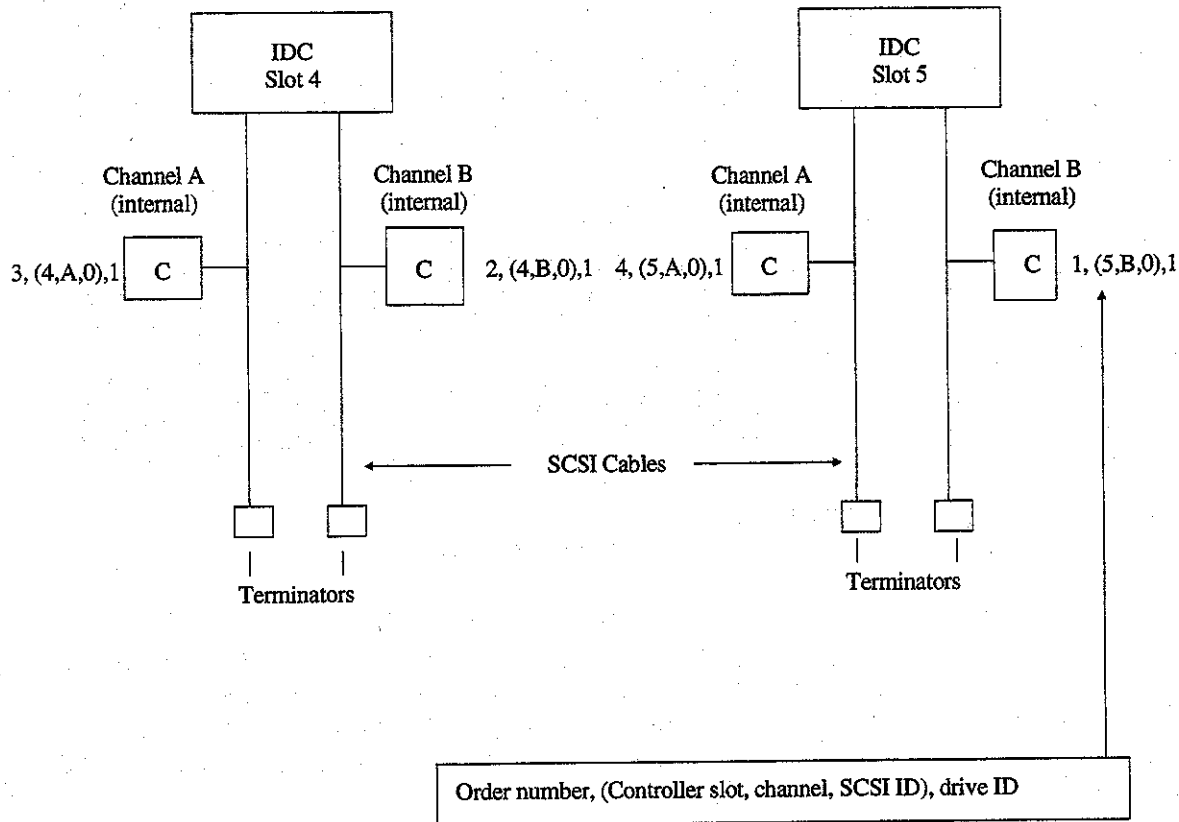 IDC
Slot 4
IDC
Slot 5
Channel A
(internal)
Channel B
(internal)
Channel A
(internal)
Channel B
(internal)
3, (4,A,0),1
C
C
2, (4,B,0),1
4, (5,A,0),1
C
C
1, (5,B,0),1
SCSI Cables
Terminators
Terminators
Order number, (Controller slot, channel, SCSI ID), drive ID